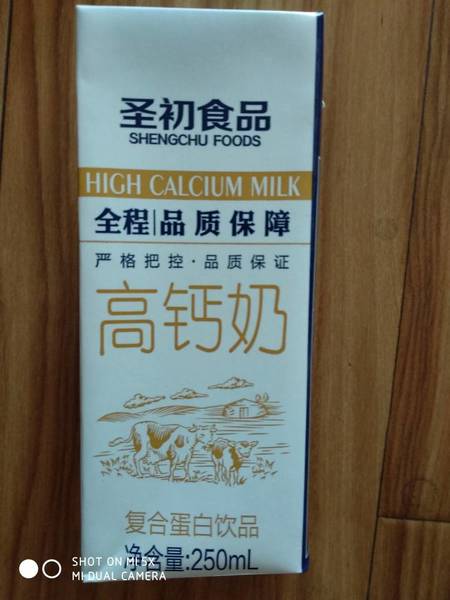 圣初食品
SHENGCHU FOODS
HIGH CALCIUM MILK
全程|品质保障
严格把控·品质保证
高钙奶
复合蛋白饮品
净含量:250mL
SHOT ON MI 5X
MI DUAL CAMERA